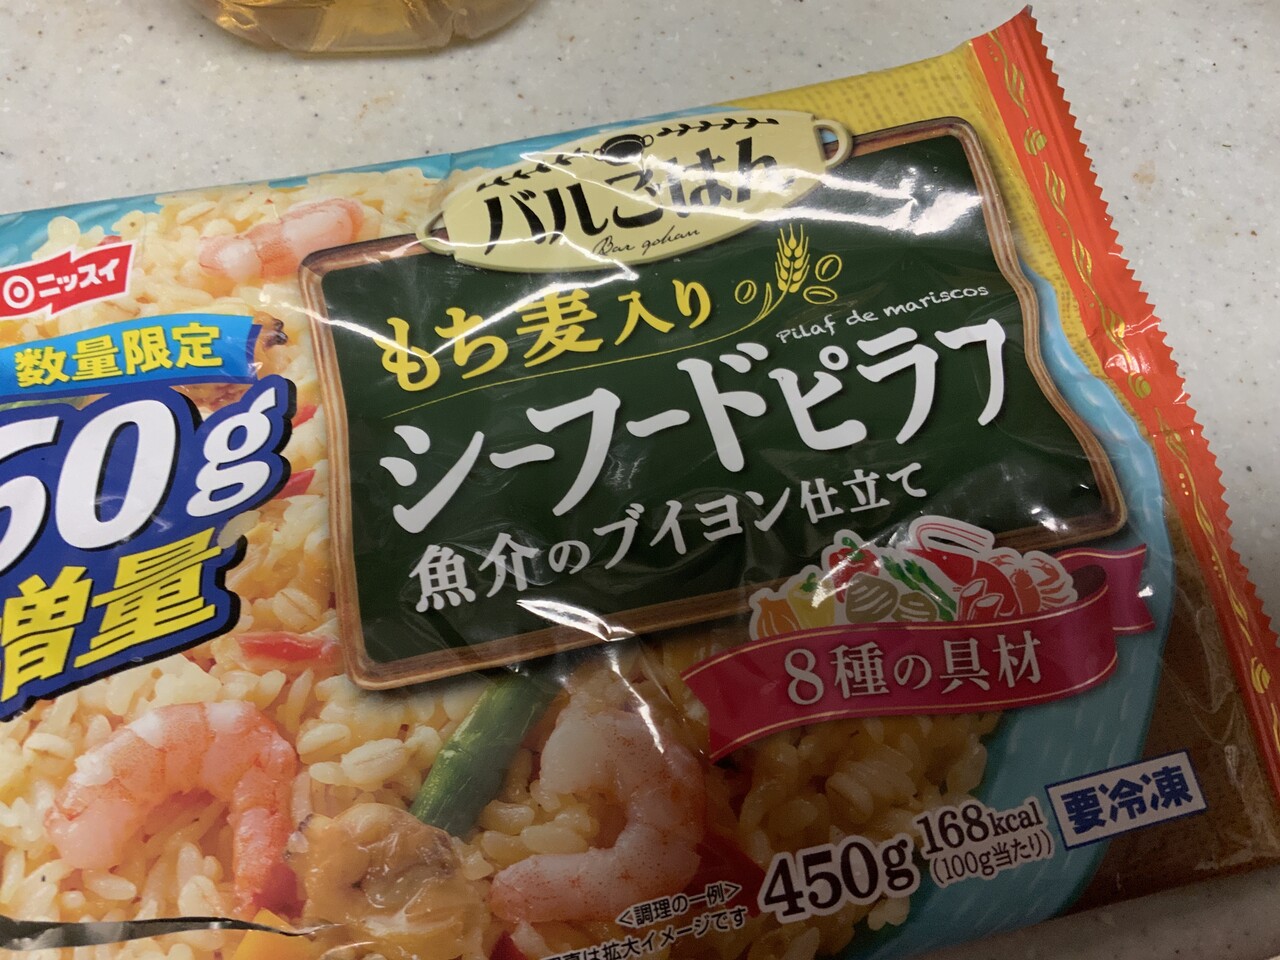 バルごはん
Bar gohan
ニッスイ
もち麦入り
Pilaf de mariscos
数量限定
シーフードピラフ
50g
増量
魚介のブイヨン仕立て
8種の具材
要冷凍
450g
168kcal
(100g当たり)
<調理の一例>
は拡大イメージです